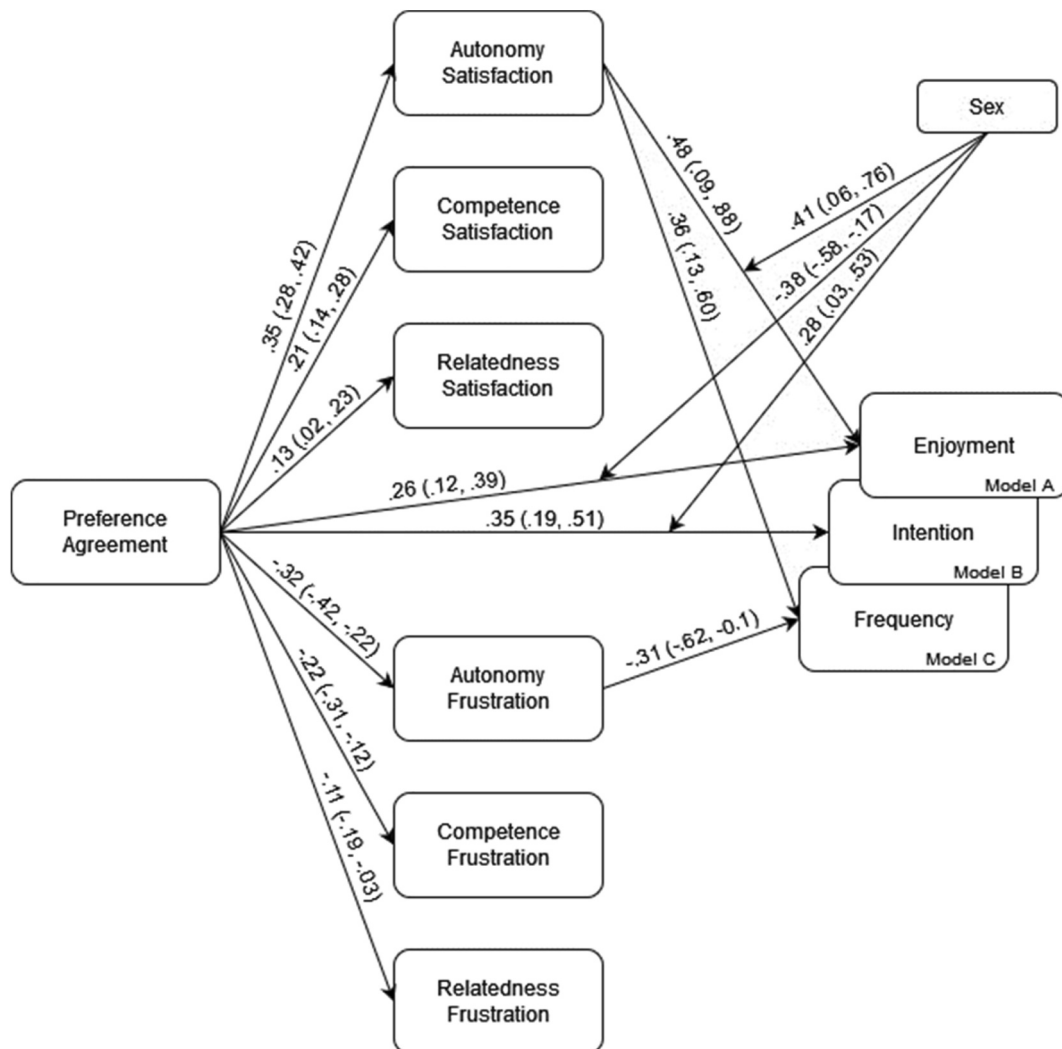 Autonomy
Satisfaction
Sex
Competence
Satisfaction
Relatedness
Satisfaction
.48 (.09, .88)
.36 (.13, .60)
.41 (.06, .76)
-.38 (-.58, -.17)
.28 (.03, .53)
.35 (.28, .42)
.21 (.14, .28)
.13 (.02, .23)
.26 (.12, .39)
.35 (.19, .51)
Enjoyment
Model A
Preference
Agreement
Intention
Model B
Frequency
Model C
-.32 (-.42, -.22)
-.22 (-.31, -.12)
-.11 (-.19, -.03)
-.31 (-.62, -0.1)
Autonomy
Frustration
Competence
Frustration
Relatedness
Frustration